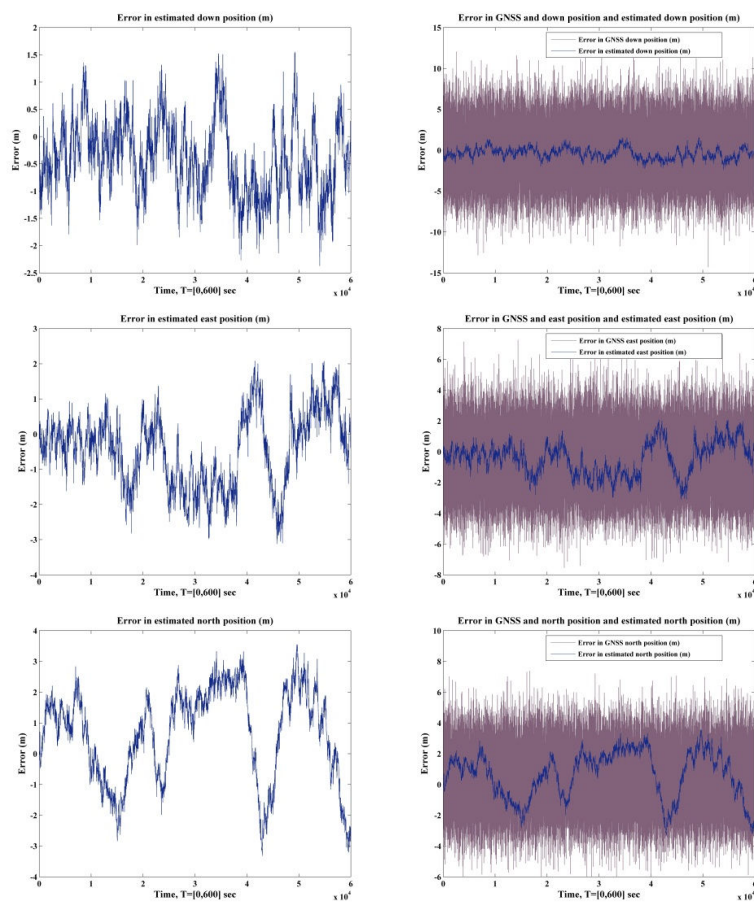 Error in estimated down position (m)
2
1.5
1
0.5
0
-0.5
-1
-1.5
-2
2.5
Error (m)
0 1 2 3 4 5 6
Time, T=[0,600] sec
x 10^4
Error in GNSS and down position and estimated down position (m)
Error in GNSS down position (m)
Error in estimated down position (m)
15
10
5
0
-5
-10
15
Error (m)
0 1 2 3 4 5 6
Time, T=[0,600] sec
x 10^4
Error in estimated east position (m)
3
2
1
0
-1
-2
-3
-4
Error (m)
0 1 2 3 4 5 6
Time, T=[0,600] sec
x 10^4
Error in GNSS and east position and estimated east position (m)
Error in GNSS east position (m)
Error in estimated east position (m)
8
6
4
2
0
-2
-4
-6
-8
Error (m)
0 1 2 3 4 5 6
Time, T=[0,600] sec
x 10^4
Error in estimated north position (m)
4
3
2
1
0
-1
-2
-3
-4
Error (m)
0 1 2 3 4 5 6
Time, T=[0,600] sec
x 10^4
Error in GNSS and north position and estimated north position (m)
Error in GNSS north position (m)
Error in estimated north position (m)
10
8
6
4
2
0
-2
-4
-6
Error (m)
0 1 2 3 4 5 6
Time, T=[0,600] sec
x 10^4